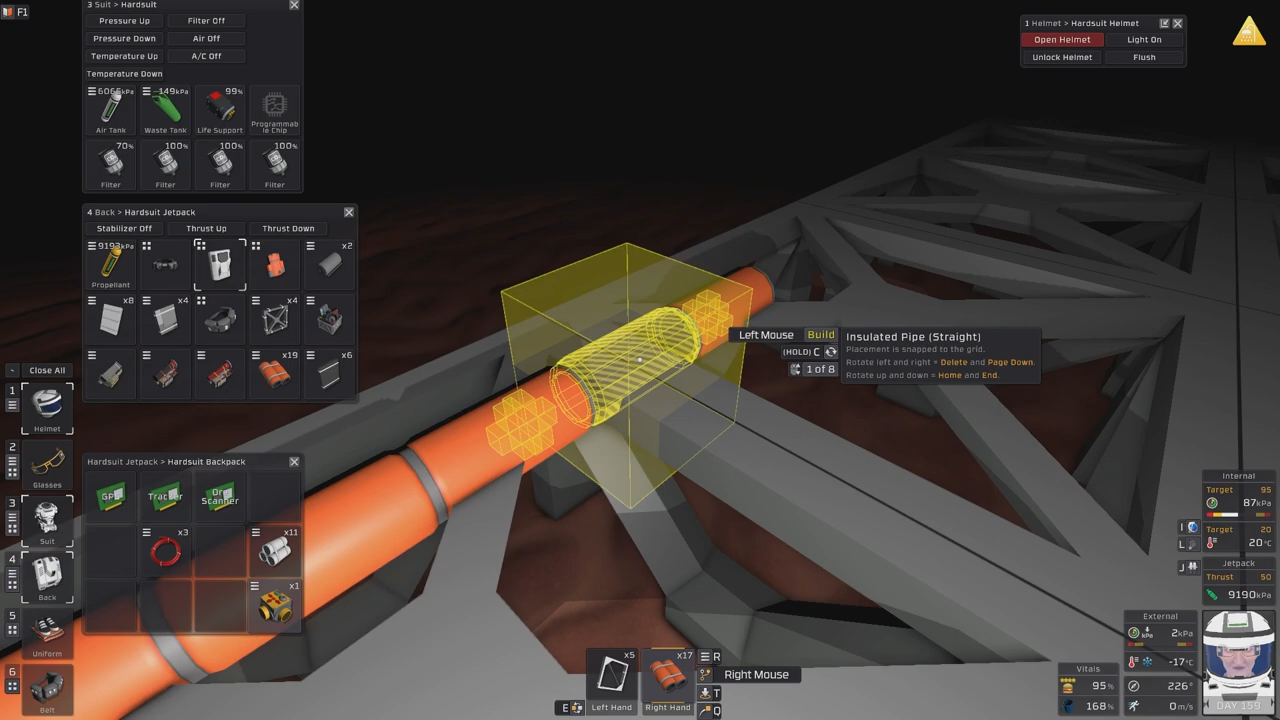 F1
3 Suit > Hardsuit
Pressure Up
Filter Off
Pressure Down
Air Off
Temperature Up
A/C Off
Temperature Down
6066kPa
Air Tank
-149kPa
Waste Tank
99%
Life Support
Programmab
le Chip
70%
Filter
100%
Filter
100%
Filter
100%
Filter
4 Back > Hardsuit Jetpack
Stabilizer Off
Thrust Up
Thrust Down
Propellant
x2
x8
x4
x4
x19
x6
- Close All
1
Helmet
2
Glasses
3
Suit
4
Back
5
Uniform
6
Belt
Hardsuit Jetpack > Hardsuit Backpack
Tracker
Scanner
x3
x11
x1
1 Helmet > Hardsuit Helmet
Open Helmet
Light On
Unlock Helmet
Flush
Left Mouse
Build
(HOLD) C
1 of 8
Insulated Pipe (Straight)
Placement is snapped to the grid.
Rotate left and right = Delete and Page Down.
Rotate up and down = Home and End.
E
x5
Left Hand
x17
Right Hand
R
Right Mouse
T
Q
Internal
Target 95
87kPa
Target 20
20°C
I
L
J
Jetpack
Thrust 50
9190kPa
External
kPa
2kPa
-17°C
226°
0m/s
Vitals
95%
168%
DAY 159